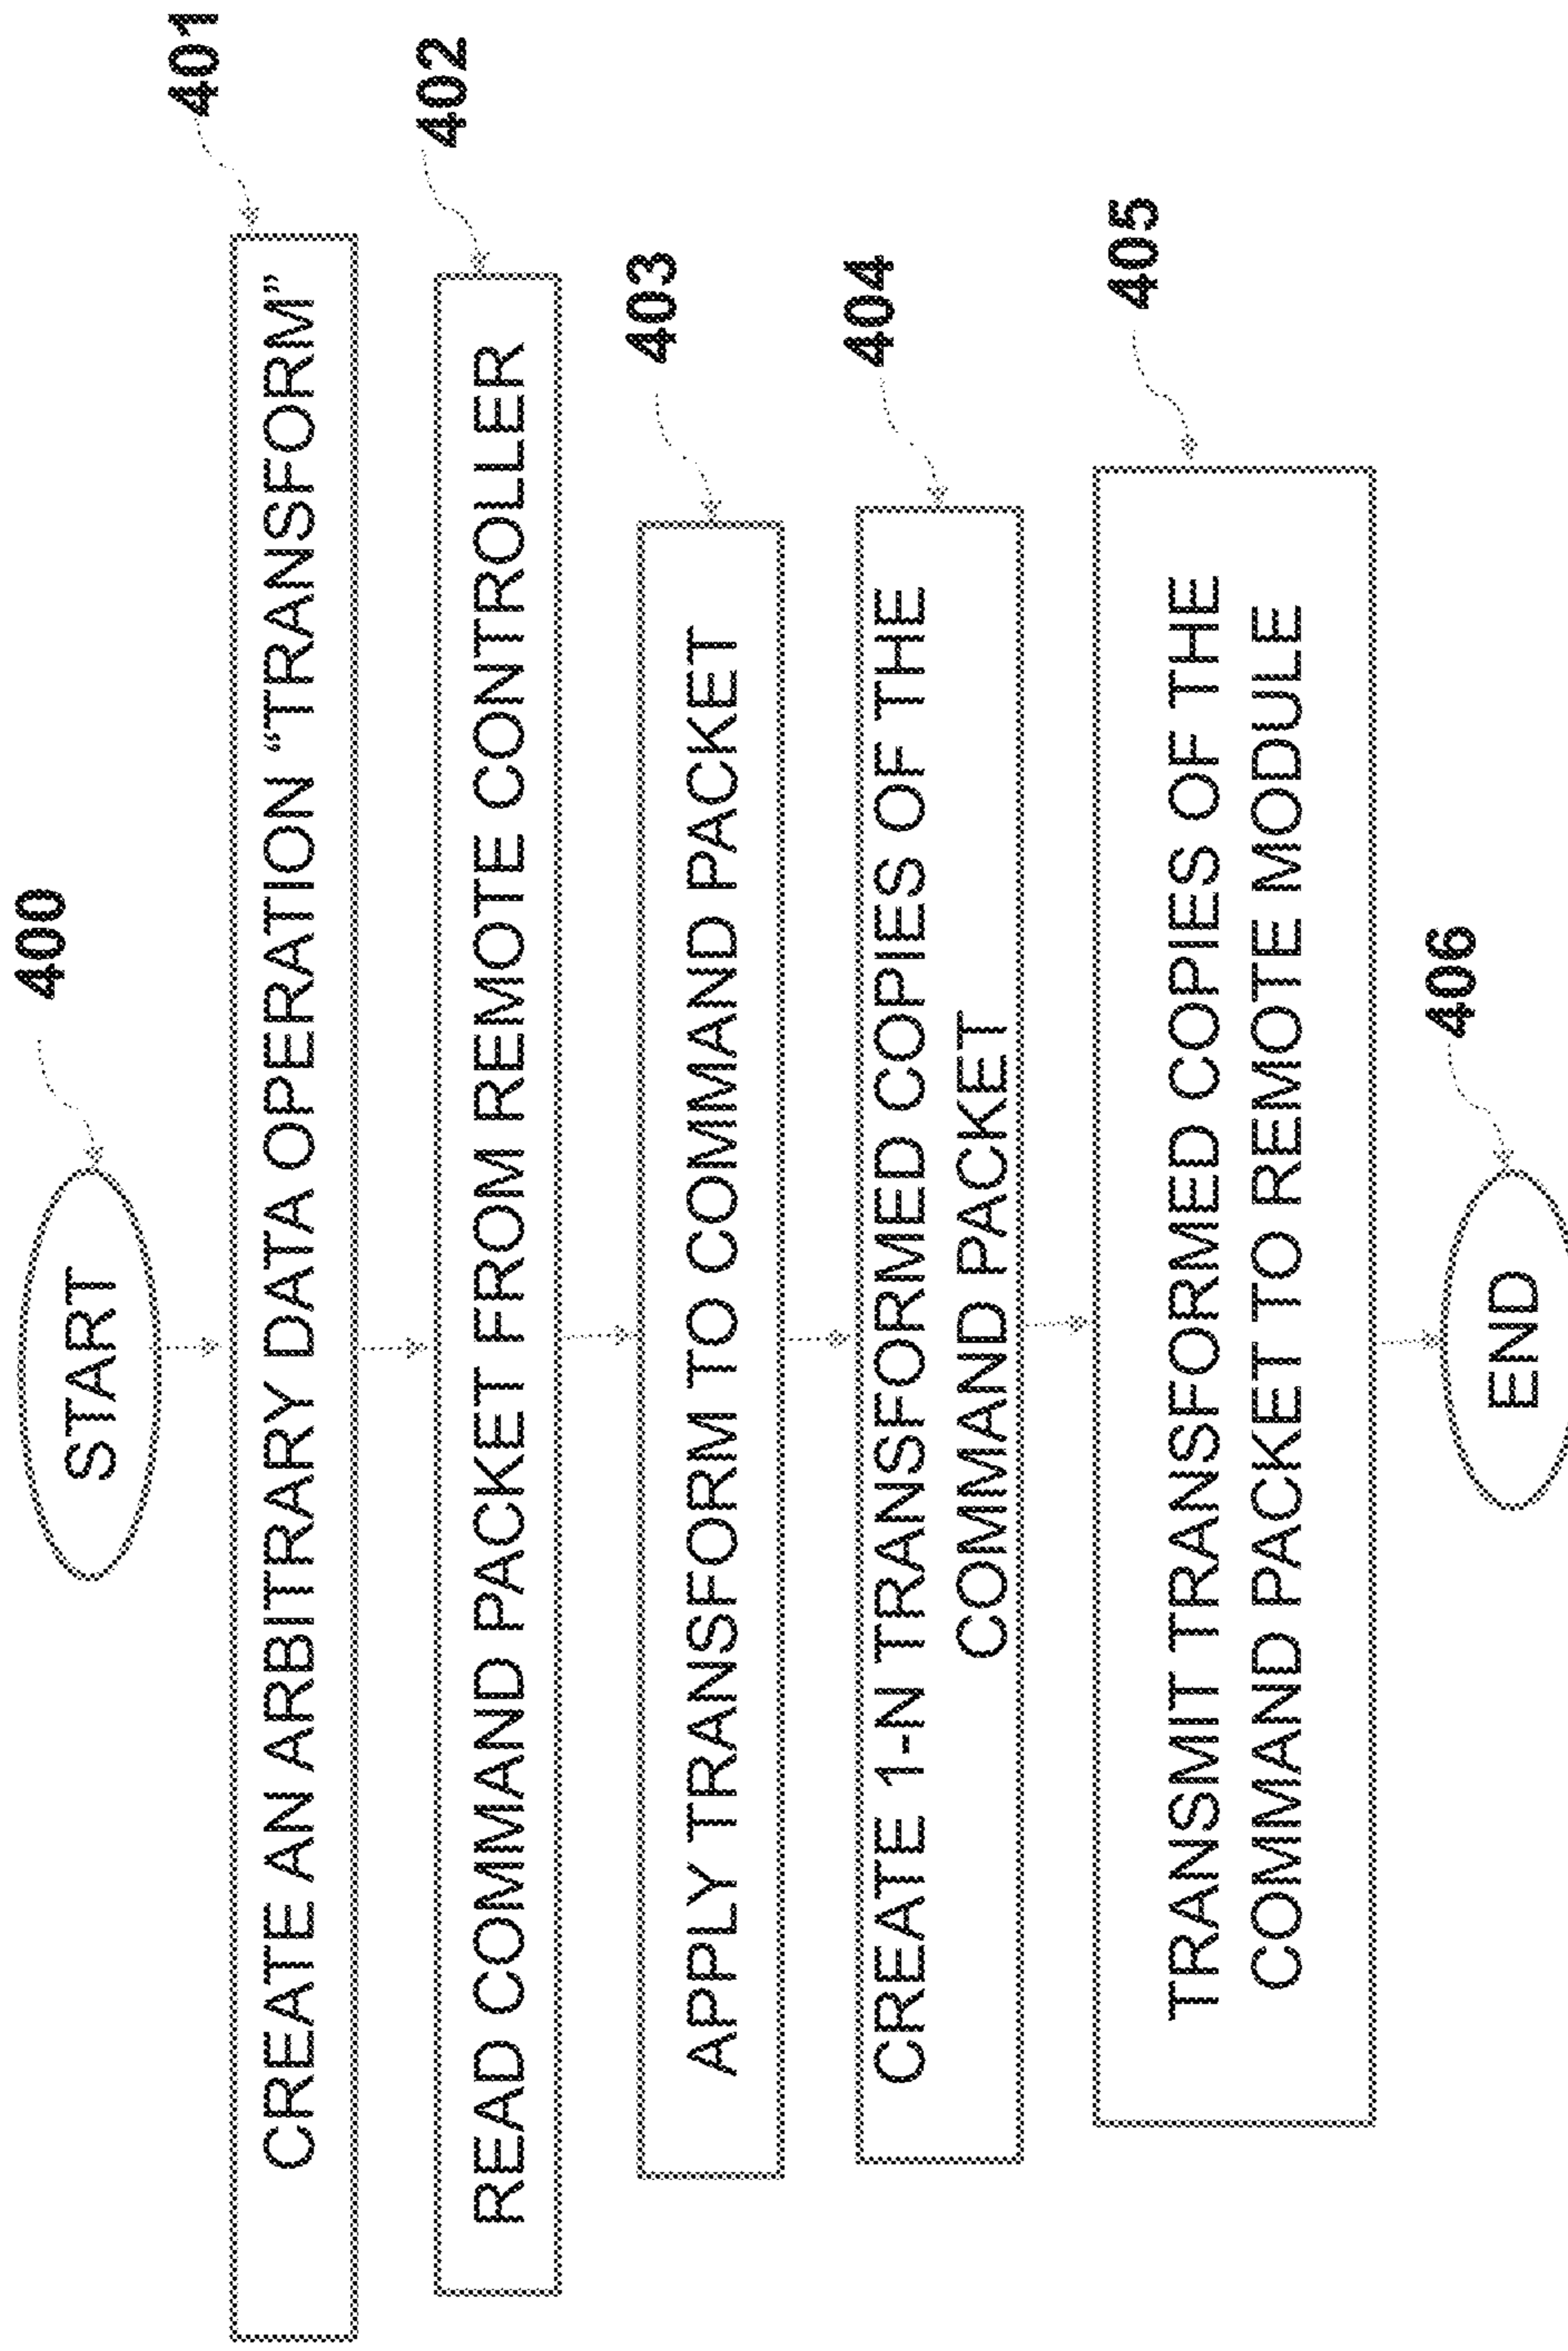 400
START
401
CREATE AN ARBITRARY DATA OPERATION “TRANSFORM”
402
READ COMMAND PACKET FROM REMOTE CONTROLLER
403
APPLY TRANSFORM TO COMMAND PACKET
404
CREATE 1-N TRANSFORMED COPIES OF THE
COMMAND PACKET
405
TRANSMIT TRANSFORMED COPIES OF THE
COMMAND PACKET TO REMOTE MODULE
406
END